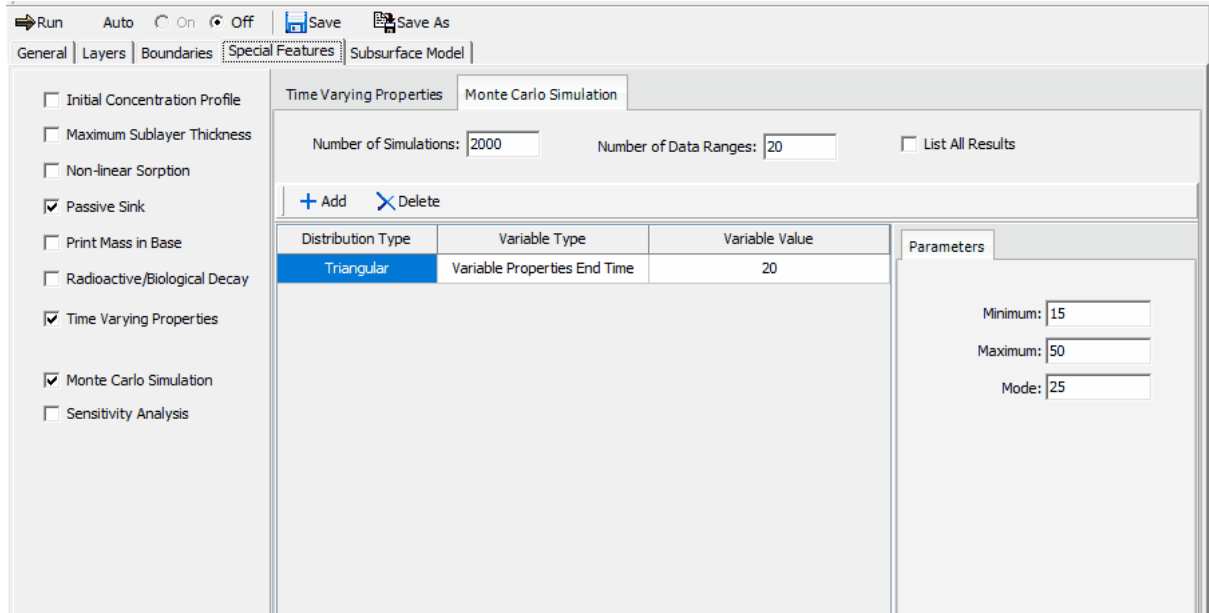 Run Auto On Off Save Save As
General Layers Boundaries Special Features Subsurface Model
Initial Concentration Profile
Maximum Sublayer Thickness
Non-linear Sorption
Passive Sink
Print Mass in Base
Radioactive/Biological Decay
Time Varying Properties
Monte Carlo Simulation
Sensitivity Analysis
Time Varying Properties Monte Carlo Simulation
Number of Simulations: 2000 Number of Data Ranges: 20 List All Results
Add Delete
Distribution Type Variable Type Variable Value
Triangular Variable Properties End Time 20
Parameters
Minimum: 15
Maximum: 50
Mode: 25